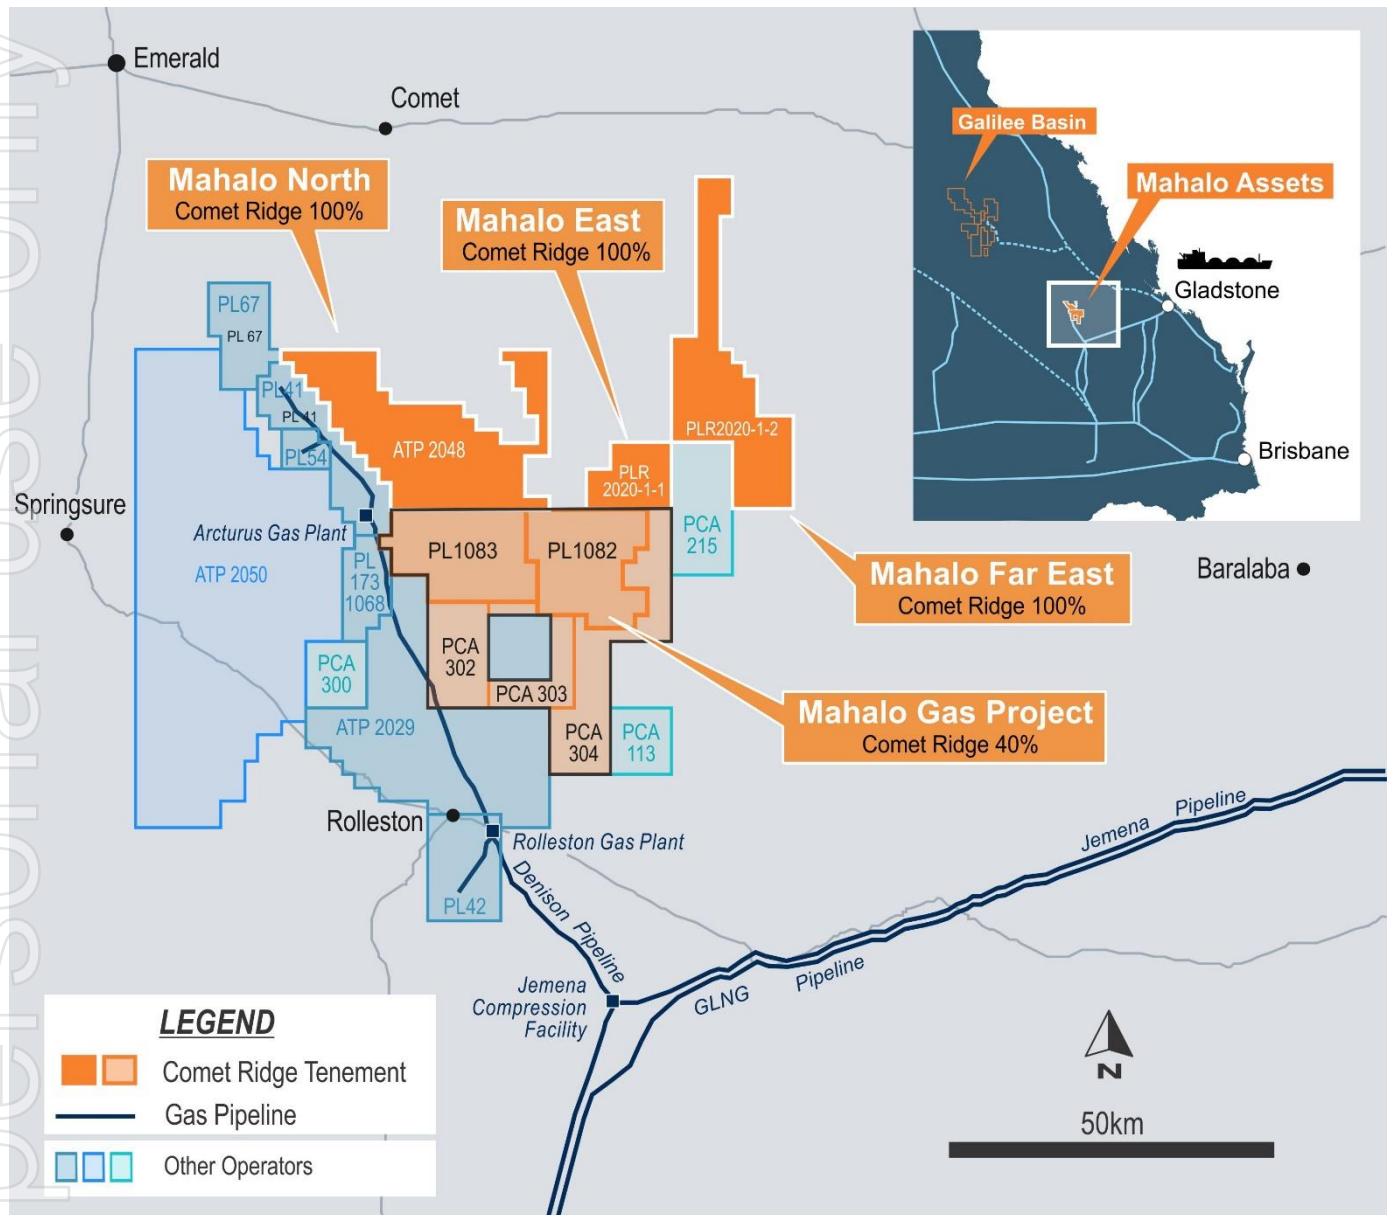 personal use only
Emerald
Comet
Galilee Basin
Mahalo Assets
Gladstone
Brisbane
Mahalo North
Comet Ridge 100%
Mahalo East
Comet Ridge 100%
PL67
PL 67
PL41
PL 41
PL54
ATP 2048
PLR2020-1-2
PLR
2020-1-1
Springsure
Arcturus Gas Plant
ATP 2050
PL
173
1068
PL1083
PL1082
PCA
215
Baralaba
Mahalo Far East
Comet Ridge 100%
PCA
300
PCA
302
PCA 303
ATP 2029
PCA
304
PCA
113
Mahalo Gas Project
Comet Ridge 40%
Rolleston
Rolleston Gas Plant
PL42
Denison Pipeline
Jemena Pipeline
GLNG Pipeline
Jemena
Compression
Facility
LEGEND
Comet Ridge Tenement
Gas Pipeline
Other Operators
N
50km